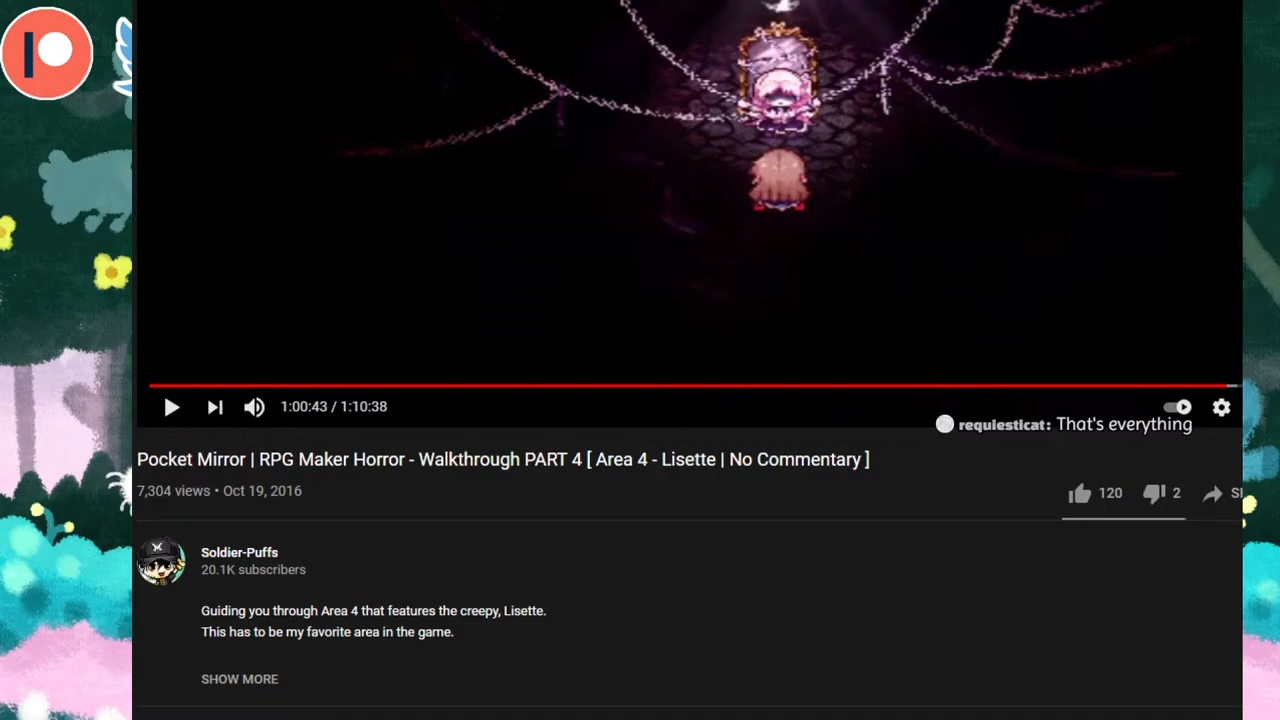 1:00:43 / 1:10:38
requiesticat: That's everything
Pocket Mirror | RPG Maker Horror - Walkthrough PART 4 [ Area 4 - Lisette | No Commentary ]
7,304 views • Oct 19, 2016
120
2
SI
Soldier-Puffs
20.1K subscribers
Guiding you through Area 4 that features the creepy, Lisette.
This has to be my favorite area in the game.
SHOW MORE